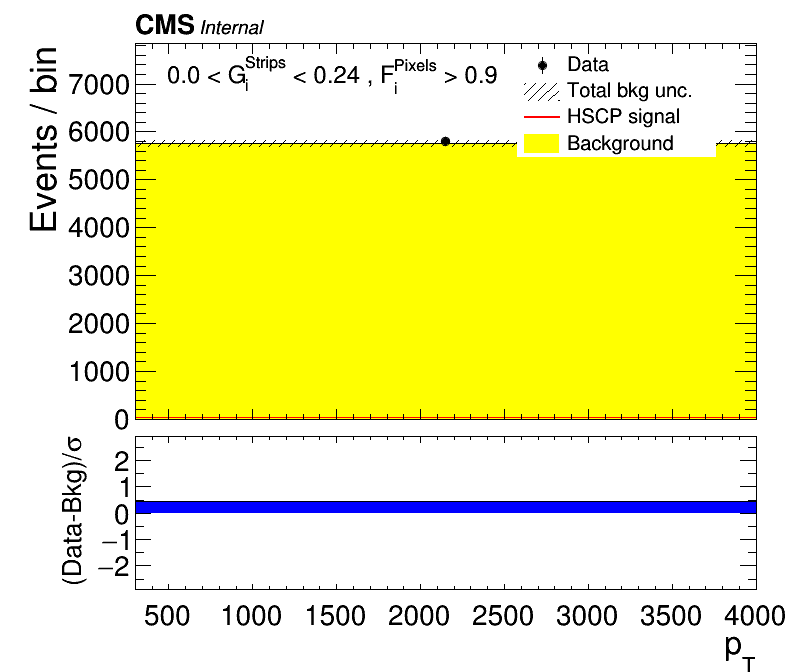 CMS Internal
0.0 < G_i^Strips < 0.24 , F_i^Pixels > 0.9
Data
Total bkg unc.
HSCP signal
Background
Events / bin
7000
6000
5000
4000
3000
2000
1000
0
(Data-Bkg)/σ
2
1
0
−1
−2
500 1000 1500 2000 2500 3000 3500 4000
p_T